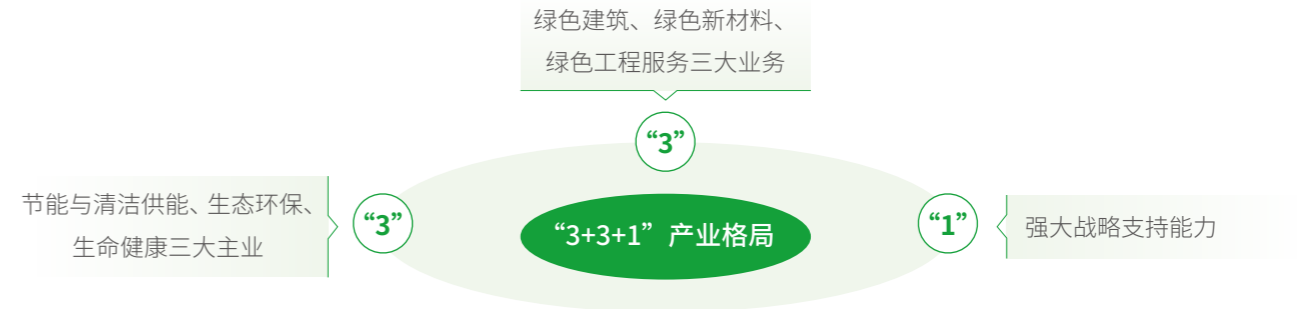 绿色建筑、绿色新材料、
绿色工程服务三大业务
“3”
节能与清洁供能、生态环保、
生命健康三大主业
“3”
“3+3+1”产业格局
“1”
强大战略支持能力